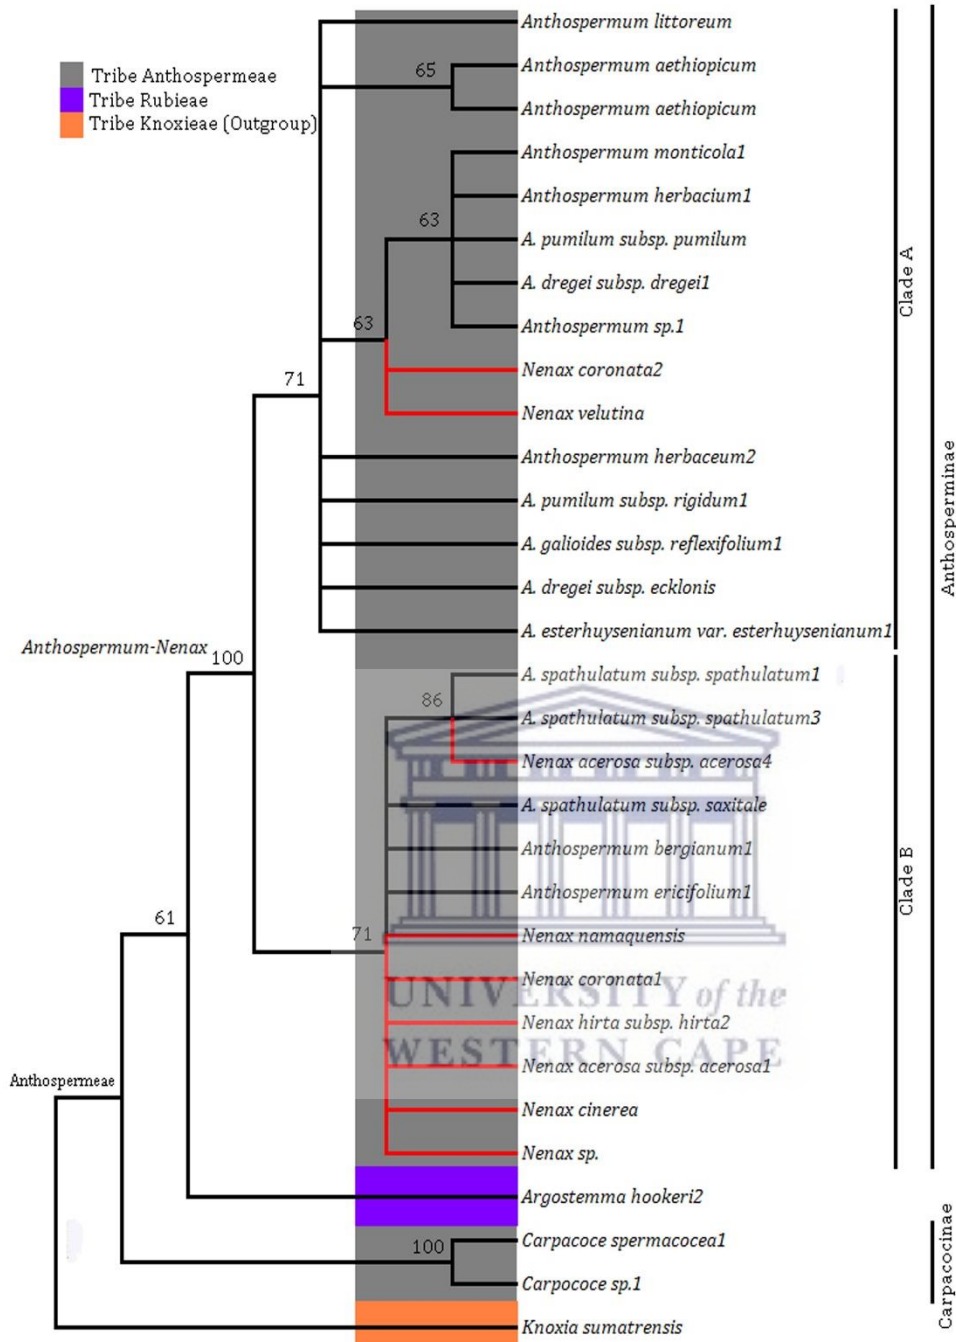 Tribe Anthospermeae
Tribe Rubieae
Tribe Knoxieae (Outgroup)
Anthospermum littoreum
65
Anthospermum aethiopicum
Anthospermum aethiopicum
Anthospermum monticola1
Anthospermum herbacium1
63
A. pumilum subsp. pumilum
A. dregei subsp. dregei1
63
Anthospermum sp.1
Nenax coronata2
71
Nenax velutina
Anthospermum herbaceum2
A. pumilum subsp. rigidum1
A. galioides subsp. reflexifolium1
A. dregei subsp. ecklonis
A. esterhuysenianum var. esterhuysenianum1
Clade A
Anthosperminae
Anthospermum-Nenax
100
A. spathulatum subsp. spathulatum1
86
A. spathulatum subsp. spathulatum3
Nenax acerosa subsp. acerosa4
A. spathulatum subsp. saxitale
Anthospermum bergianum1
Anthospermum ericifolium1
61
71
Nenax namaquensis
Nenax coronata1
UNIVERSITY of the
Nenax hirta subsp. hirta2
WESTERN CAPE
Nenax acerosa subsp. acerosa1
Anthospermeae
Nenax cinerea
Nenax sp.
Clade B
Argostemma hookeri2
Carpacoce spermacocea1
100
Carpococe sp.1
Carpacocinae
Knoxia sumatrensis